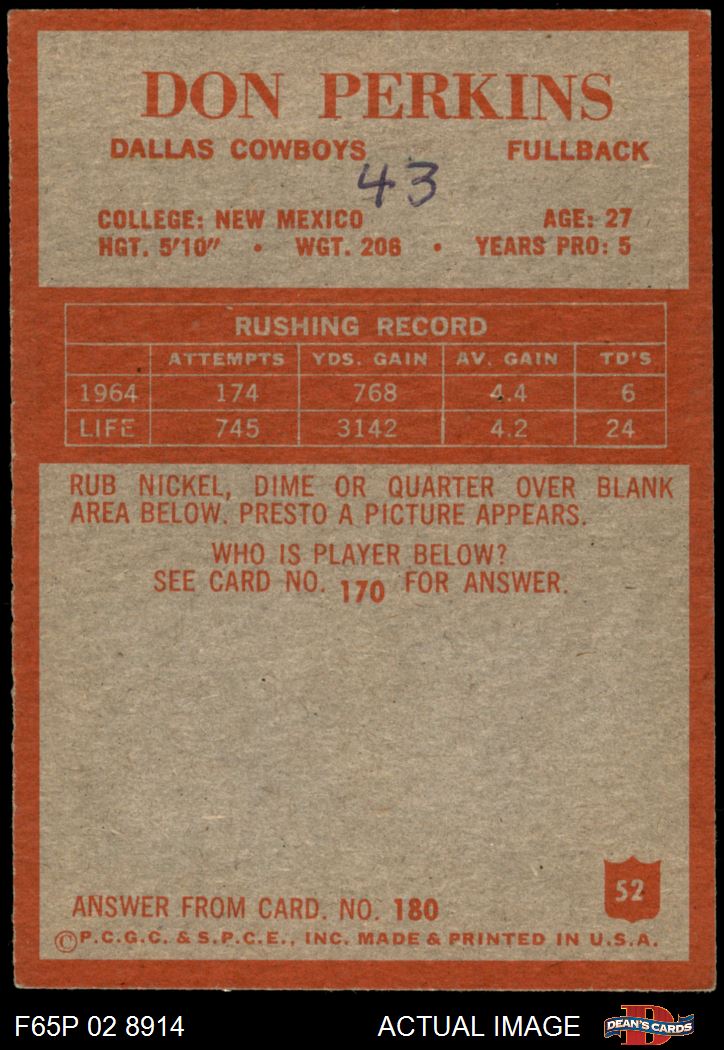 DON PERKINS
DALLAS COWBOYS FULLBACK
43
COLLEGE: NEW MEXICO AGE: 27
HGT. 5'10" • WGT. 206 • YEARS PRO: 5
RUSHING RECORD
ATTEMPTS YDS. GAIN AV. GAIN TD'S
1964 174 768 4.4 6
LIFE 745 3142 4.2 24
RUB NICKEL, DIME OR QUARTER OVER BLANK
AREA BELOW. PRESTO A PICTURE APPEARS.
WHO IS PLAYER BELOW?
SEE CARD NO. 170 FOR ANSWER.
52
ANSWER FROM CARD. NO. 180
©P.C.G.C. & S.P.C.E., INC. MADE & PRINTED IN U.S.A.
F65P 02 8914 ACTUAL IMAGE D DEAN'S CARDS